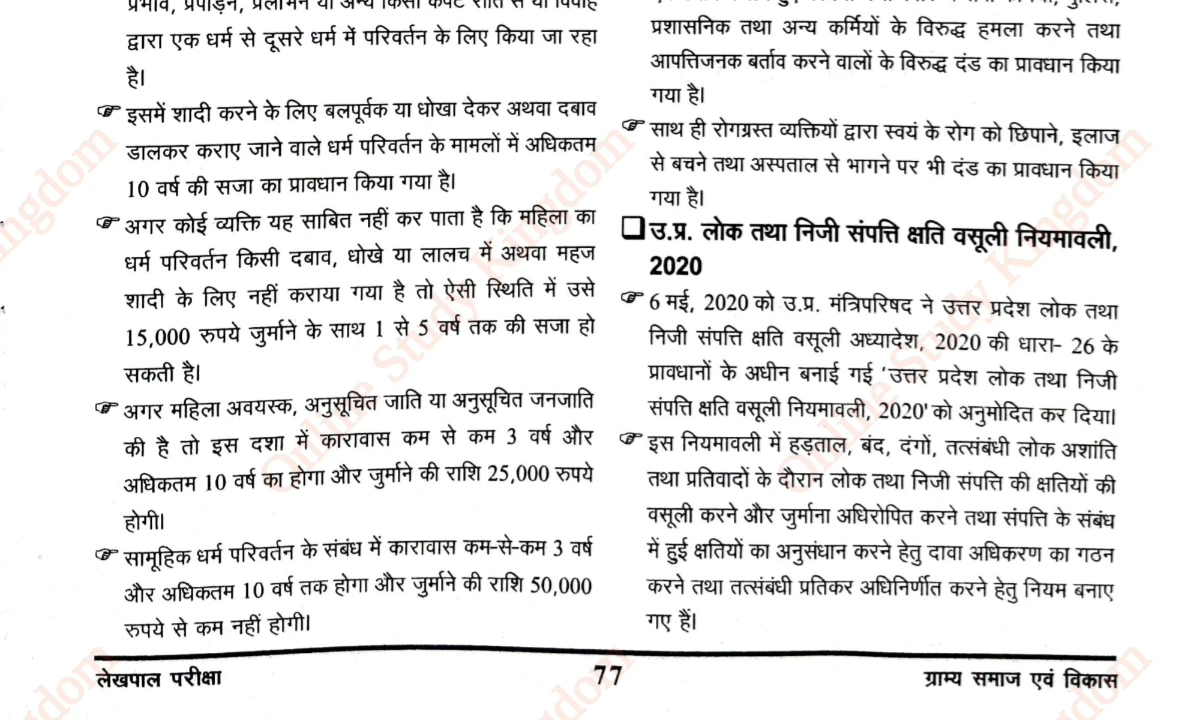 प्रभाव, प्रपीड़न, प्रलोभन या अन्य किसी कपट रीति से या विवाह
द्वारा एक धर्म से दूसरे धर्म में परिवर्तन के लिए किया जा रहा
है।
☞ इसमें शादी करने के लिए बलपूर्वक या धोखा देकर अथवा दबाव
डालकर कराए जाने वाले धर्म परिवर्तन के मामलों में अधिकतम
10 वर्ष की सजा का प्रावधान किया गया है।
☞ अगर कोई व्यक्ति यह साबित नहीं कर पाता है कि महिला का
धर्म परिवर्तन किसी दबाव, धोखे या लालच में अथवा महज
शादी के लिए नहीं कराया गया है तो ऐसी स्थिति में उसे
15,000 रुपये जुर्माने के साथ 1 से 5 वर्ष तक की सजा हो
सकती है।
☞ अगर महिला अवयस्क, अनुसूचित जाति या अनुसूचित जनजाति
की है तो इस दशा में कारावास कम से कम 3 वर्ष और
अधिकतम 10 वर्ष का होगा और जुर्माने की राशि 25,000 रुपये
होगी।
☞ सामूहिक धर्म परिवर्तन के संबंध में कारावास कम-से-कम 3 वर्ष
और अधिकतम 10 वर्ष तक होगा और जुर्माने की राशि 50,000
रुपये से कम नहीं होगी।
प्रशासनिक तथा अन्य कर्मियों के विरुद्ध हमला करने तथा
आपत्तिजनक बर्ताव करने वालों के विरुद्ध दंड का प्रावधान किया
गया है।
☞ साथ ही रोगग्रस्त व्यक्तियों द्वारा स्वयं के रोग को छिपाने, इलाज
से बचने तथा अस्पताल से भागने पर भी दंड का प्रावधान किया
गया है।
❑ उ.प्र. लोक तथा निजी संपत्ति क्षति वसूली नियमावली,
2020
☞ 6 मई, 2020 को उ.प्र. मंत्रिपरिषद ने उत्तर प्रदेश लोक तथा
निजी संपत्ति क्षति वसूली अध्यादेश, 2020 की धारा- 26 के
प्रावधानों के अधीन बनाई गई ‘उत्तर प्रदेश लोक तथा निजी
संपत्ति क्षति वसूली नियमावली, 2020' को अनुमोदित कर दिया।
☞ इस नियमावली में हड़ताल, बंद, दंगों, तत्संबंधी लोक अशांति
तथा प्रतिवादों के दौरान लोक तथा निजी संपत्ति की क्षतियों की
वसूली करने और जुर्माना अधिरोपित करने तथा संपत्ति के संबंध
में हुई क्षतियों का अनुसंधान करने हेतु दावा अधिकरण का गठन
करने तथा तत्संबंधी प्रतिकर अधिनिर्णीत करने हेतु नियम बनाए
गए हैं।
लेखपाल परीक्षा
77
ग्राम्य समाज एवं विकास
Online Study Kingdom
Online Study Kingdom